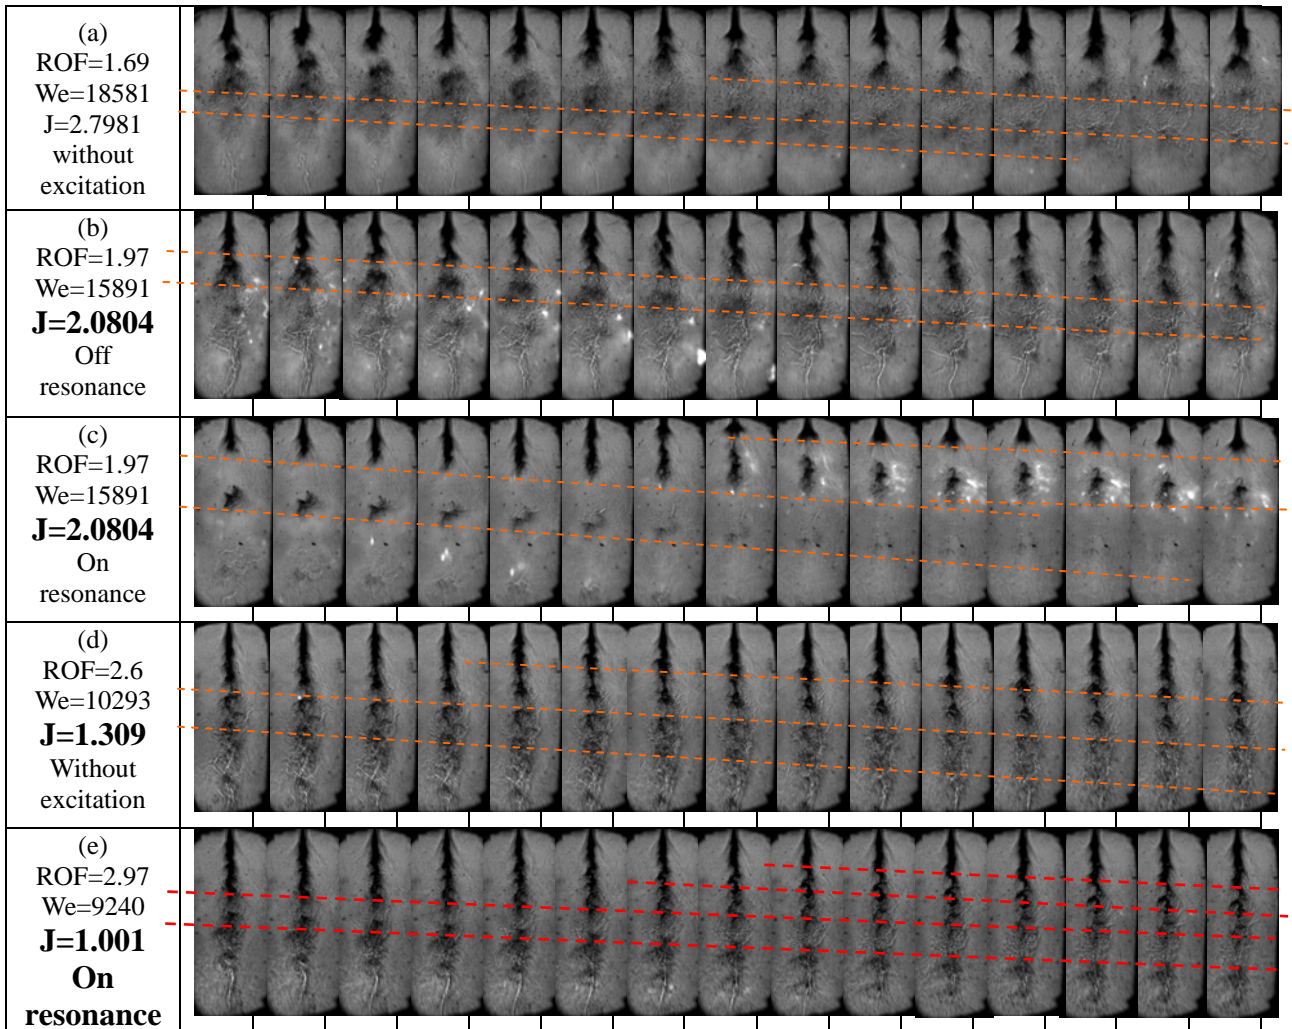 (a)
ROF=1.69
We=18581
J=2.7981
without
excitation
(b)
ROF=1.97
We=15891
J=2.0804
Off
resonance
(c)
ROF=1.97
We=15891
J=2.0804
On
resonance
(d)
ROF=2.6
We=10293
J=1.309
Without
excitation
(e)
ROF=2.97
We=9240
J=1.001
On
resonance